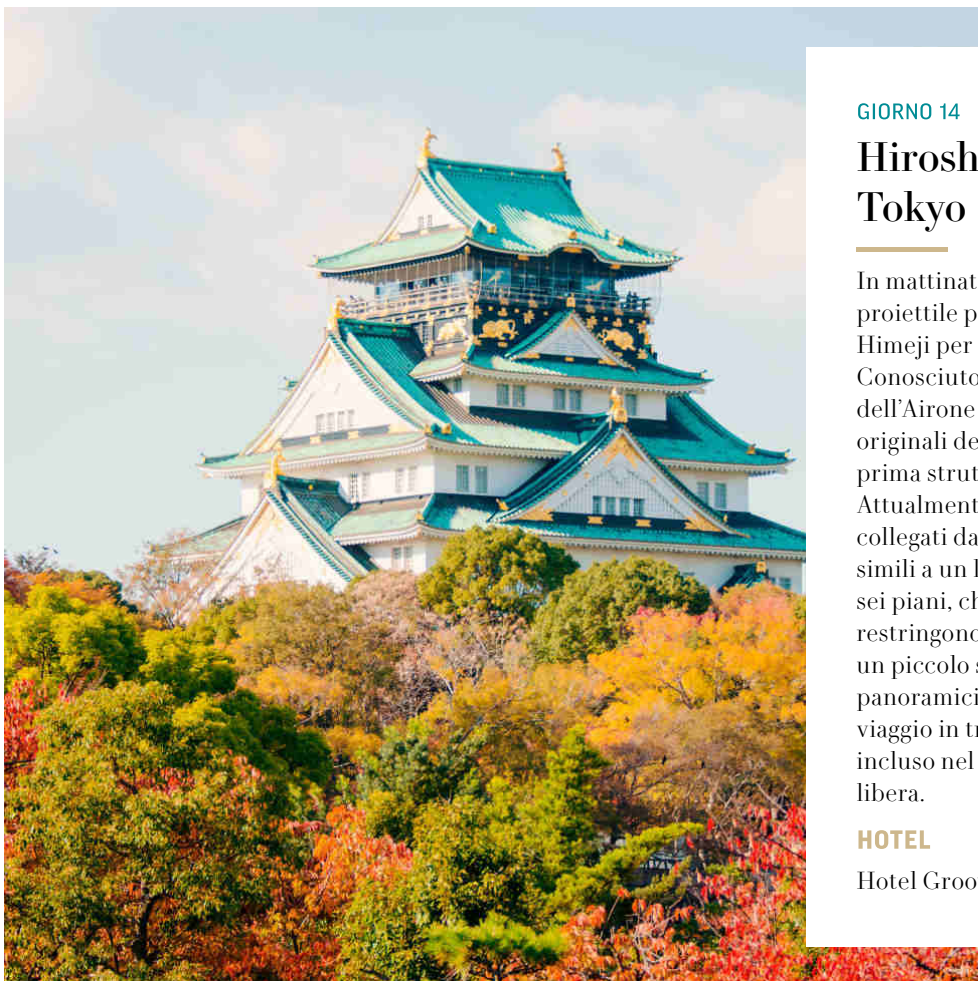 GIORNO 14
Hirosh
Tokyo
In mattinat
proiettile p
Himeji per
Conosciuto
dell’Airone
originali de
prima strut
Attualment
collegati da
simili a un l
sei piani, ch
restringono
un piccolo s
panoramici
viaggio in tr
incluso nel
libera.
HOTEL
Hotel Groo